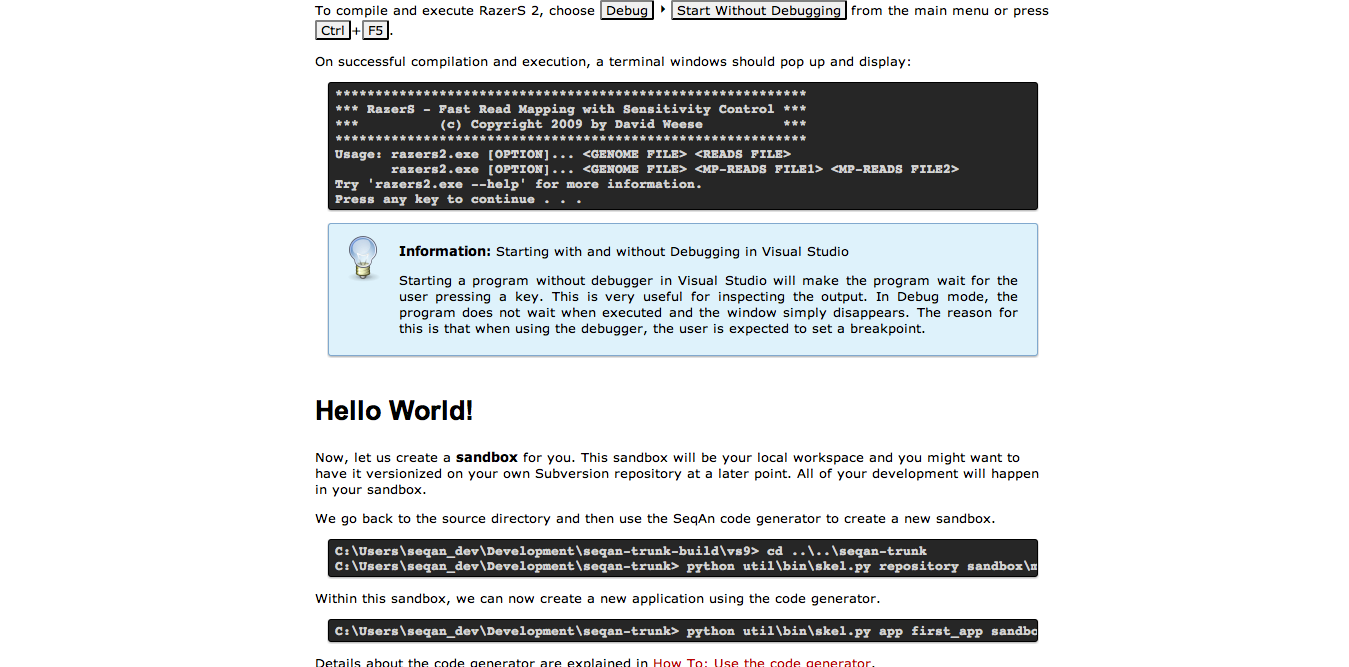 To compile and execute RazerS 2, choose Debug ‣ Start Without Debugging from the main menu or press
Ctrl+F5.
On successful compilation and execution, a terminal windows should pop up and display:
***********************************************************
*** RazerS - Fast Read Mapping with Sensitivity Control ***
***          (c) Copyright 2009 by David Weese          ***
***********************************************************
Usage: razers2.exe [OPTION]... <GENOME FILE> <READS FILE>
       razers2.exe [OPTION]... <GENOME FILE> <MP-READS FILE1> <MP-READS FILE2>
Try 'razers2.exe --help' for more information.
Press any key to continue . . .
Information: Starting with and without Debugging in Visual Studio
Starting a program without debugger in Visual Studio will make the program wait for the
user pressing a key. This is very useful for inspecting the output. In Debug mode, the
program does not wait when executed and the window simply disappears. The reason for
this is that when using the debugger, the user is expected to set a breakpoint.
Hello World!
Now, let us create a sandbox for you. This sandbox will be your local workspace and you might want to
have it versionized on your own Subversion repository at a later point. All of your development will happen
in your sandbox.
We go back to the source directory and then use the SeqAn code generator to create a new sandbox.
C:\Users\seqan_dev\Development\seqan-trunk-build\vs9> cd ..\..\seqan-trunk
C:\Users\seqan_dev\Development\seqan-trunk> python util\bin\skel.py repository sandbox\
Within this sandbox, we can now create a new application using the code generator.
C:\Users\seqan_dev\Development\seqan-trunk> python util\bin\skel.py app first_app sandbo
Details about the code generator are explained in How To: Use the code generator.